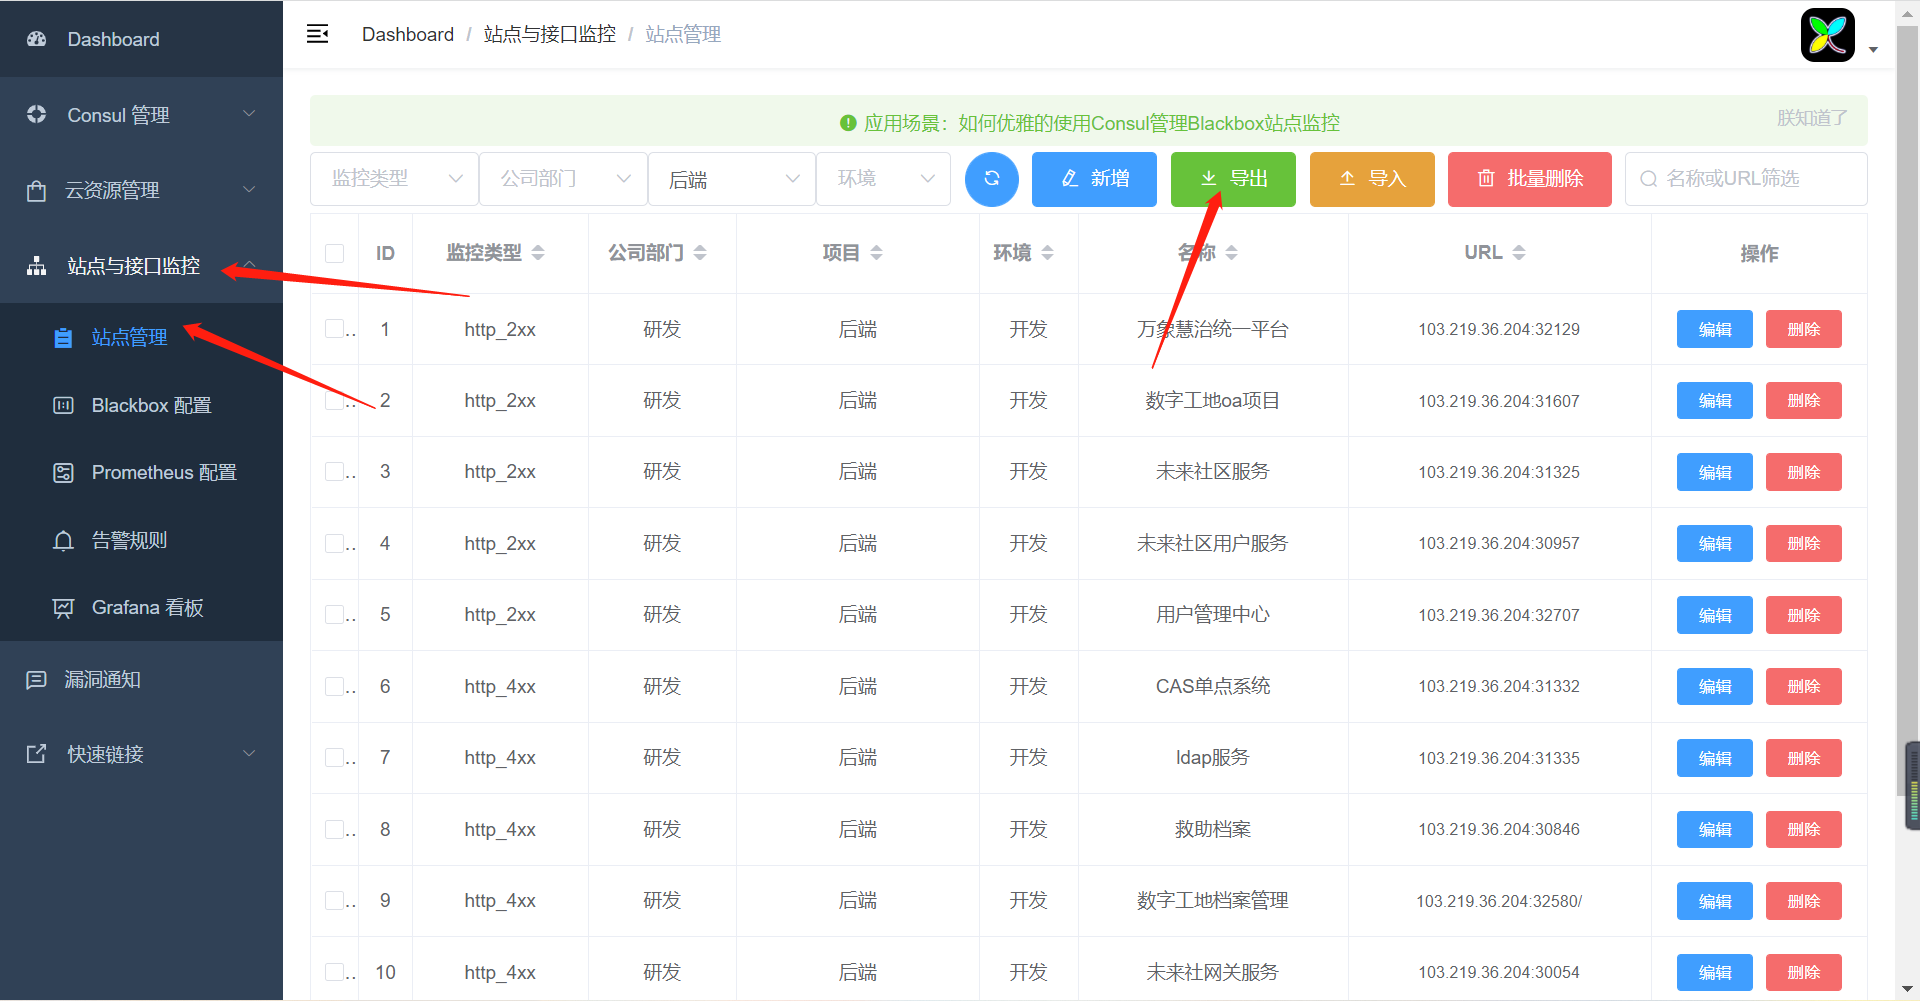 Dashboard
Consul 管理
云资源管理
站点与接口监控
站点管理
Blackbox 配置
Prometheus 配置
告警规则
Grafana 看板
漏洞通知
快速链接
Dashboard / 站点与接口监控 / 站点管理
应用场景：如何优雅的使用Consul管理Blackbox站点监控
朕知道了
监控类型 公司部门 后端 环境 新增 导出 导入 批量删除 名称或URL筛选
ID 监控类型 公司部门 项目 环境 名称 URL 操作
1 http_2xx 研发 后端 开发 万象慧治统一平台 103.219.36.204:32129 编辑 删除
2 http_2xx 研发 后端 开发 数字工地oa项目 103.219.36.204:31607 编辑 删除
3 http_2xx 研发 后端 开发 未来社区服务 103.219.36.204:31325 编辑 删除
4 http_2xx 研发 后端 开发 未来社区用户服务 103.219.36.204:30957 编辑 删除
5 http_2xx 研发 后端 开发 用户管理中心 103.219.36.204:32707 编辑 删除
6 http_4xx 研发 后端 开发 CAS单点系统 103.219.36.204:31332 编辑 删除
7 http_4xx 研发 后端 开发 ldap服务 103.219.36.204:31335 编辑 删除
8 http_4xx 研发 后端 开发 救助档案 103.219.36.204:30846 编辑 删除
9 http_4xx 研发 后端 开发 数字工地档案管理 103.219.36.204:32580/ 编辑 删除
10 http_4xx 研发 后端 开发 未来社网关服务 103.219.36.204:30054 编辑 删除